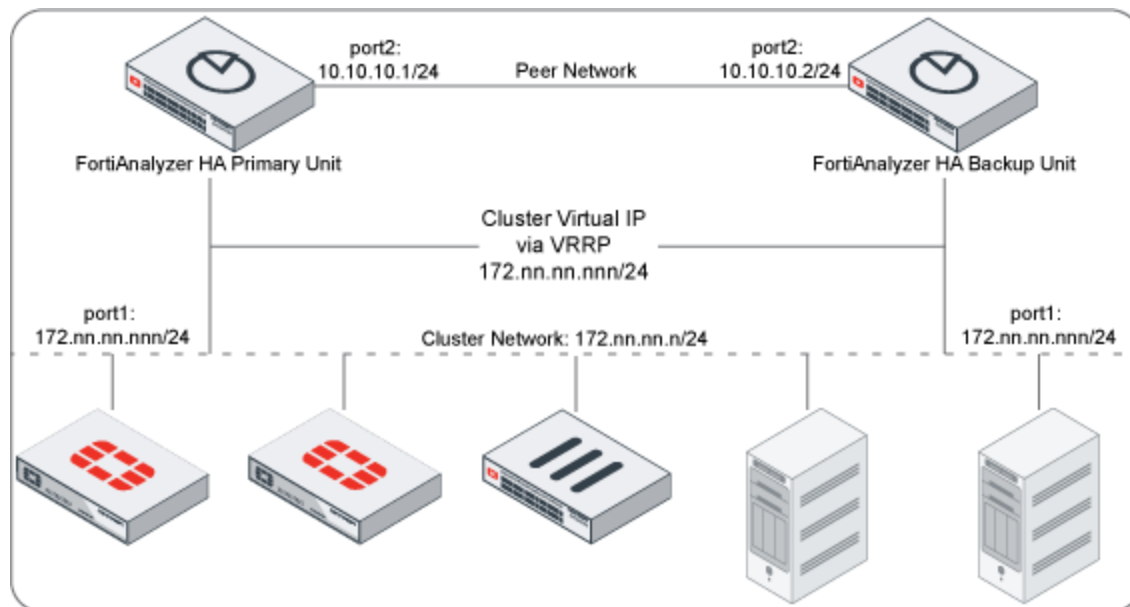 port2:
10.10.10.1/24
Peer Network
port2:
10.10.10.2/24
FortiAnalyzer HA Primary Unit
FortiAnalyzer HA Backup Unit
Cluster Virtual IP
via VRRP
172.nn.nn.nnn/24
port1:
172.nn.nn.nnn/24
Cluster Network: 172.nn.nn.n/24
port1:
172.nn.nn.nnn/24